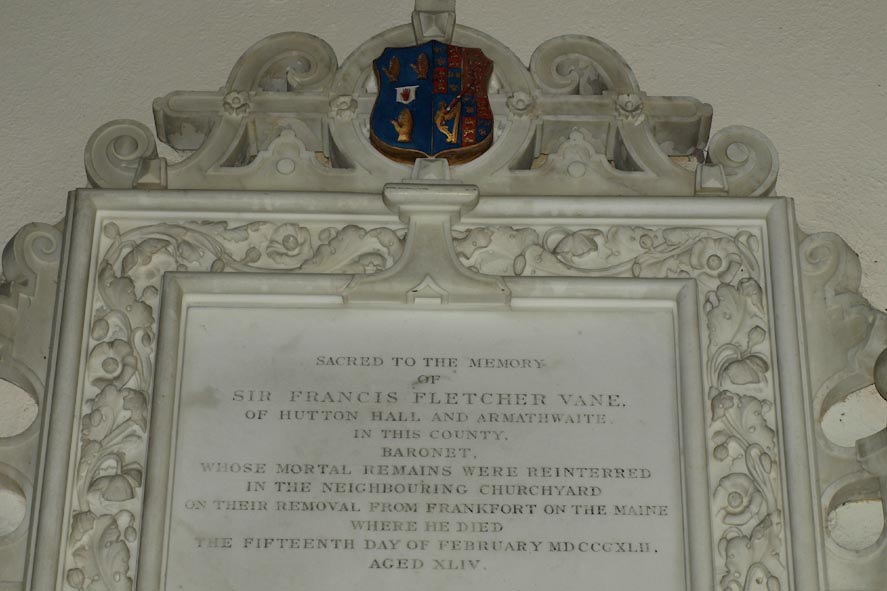 SACRED TO THE MEMORY
OF
SIR FRANCIS FLETCHER VANE,
OF HUTTON HALL AND ARMATHWAITE,
IN THIS COUNTY,
BARONET,
WHOSE MORTAL REMAINS WERE REINTERRED
IN THE NEIGHBOURING CHURCHYARD
ON THEIR REMOVAL FROM FRANKFORT ON THE MAINE
WHERE HE DIED
THE FIFTEENTH DAY OF FEBRUARY MDCCCXLII.
AGED XLIV.